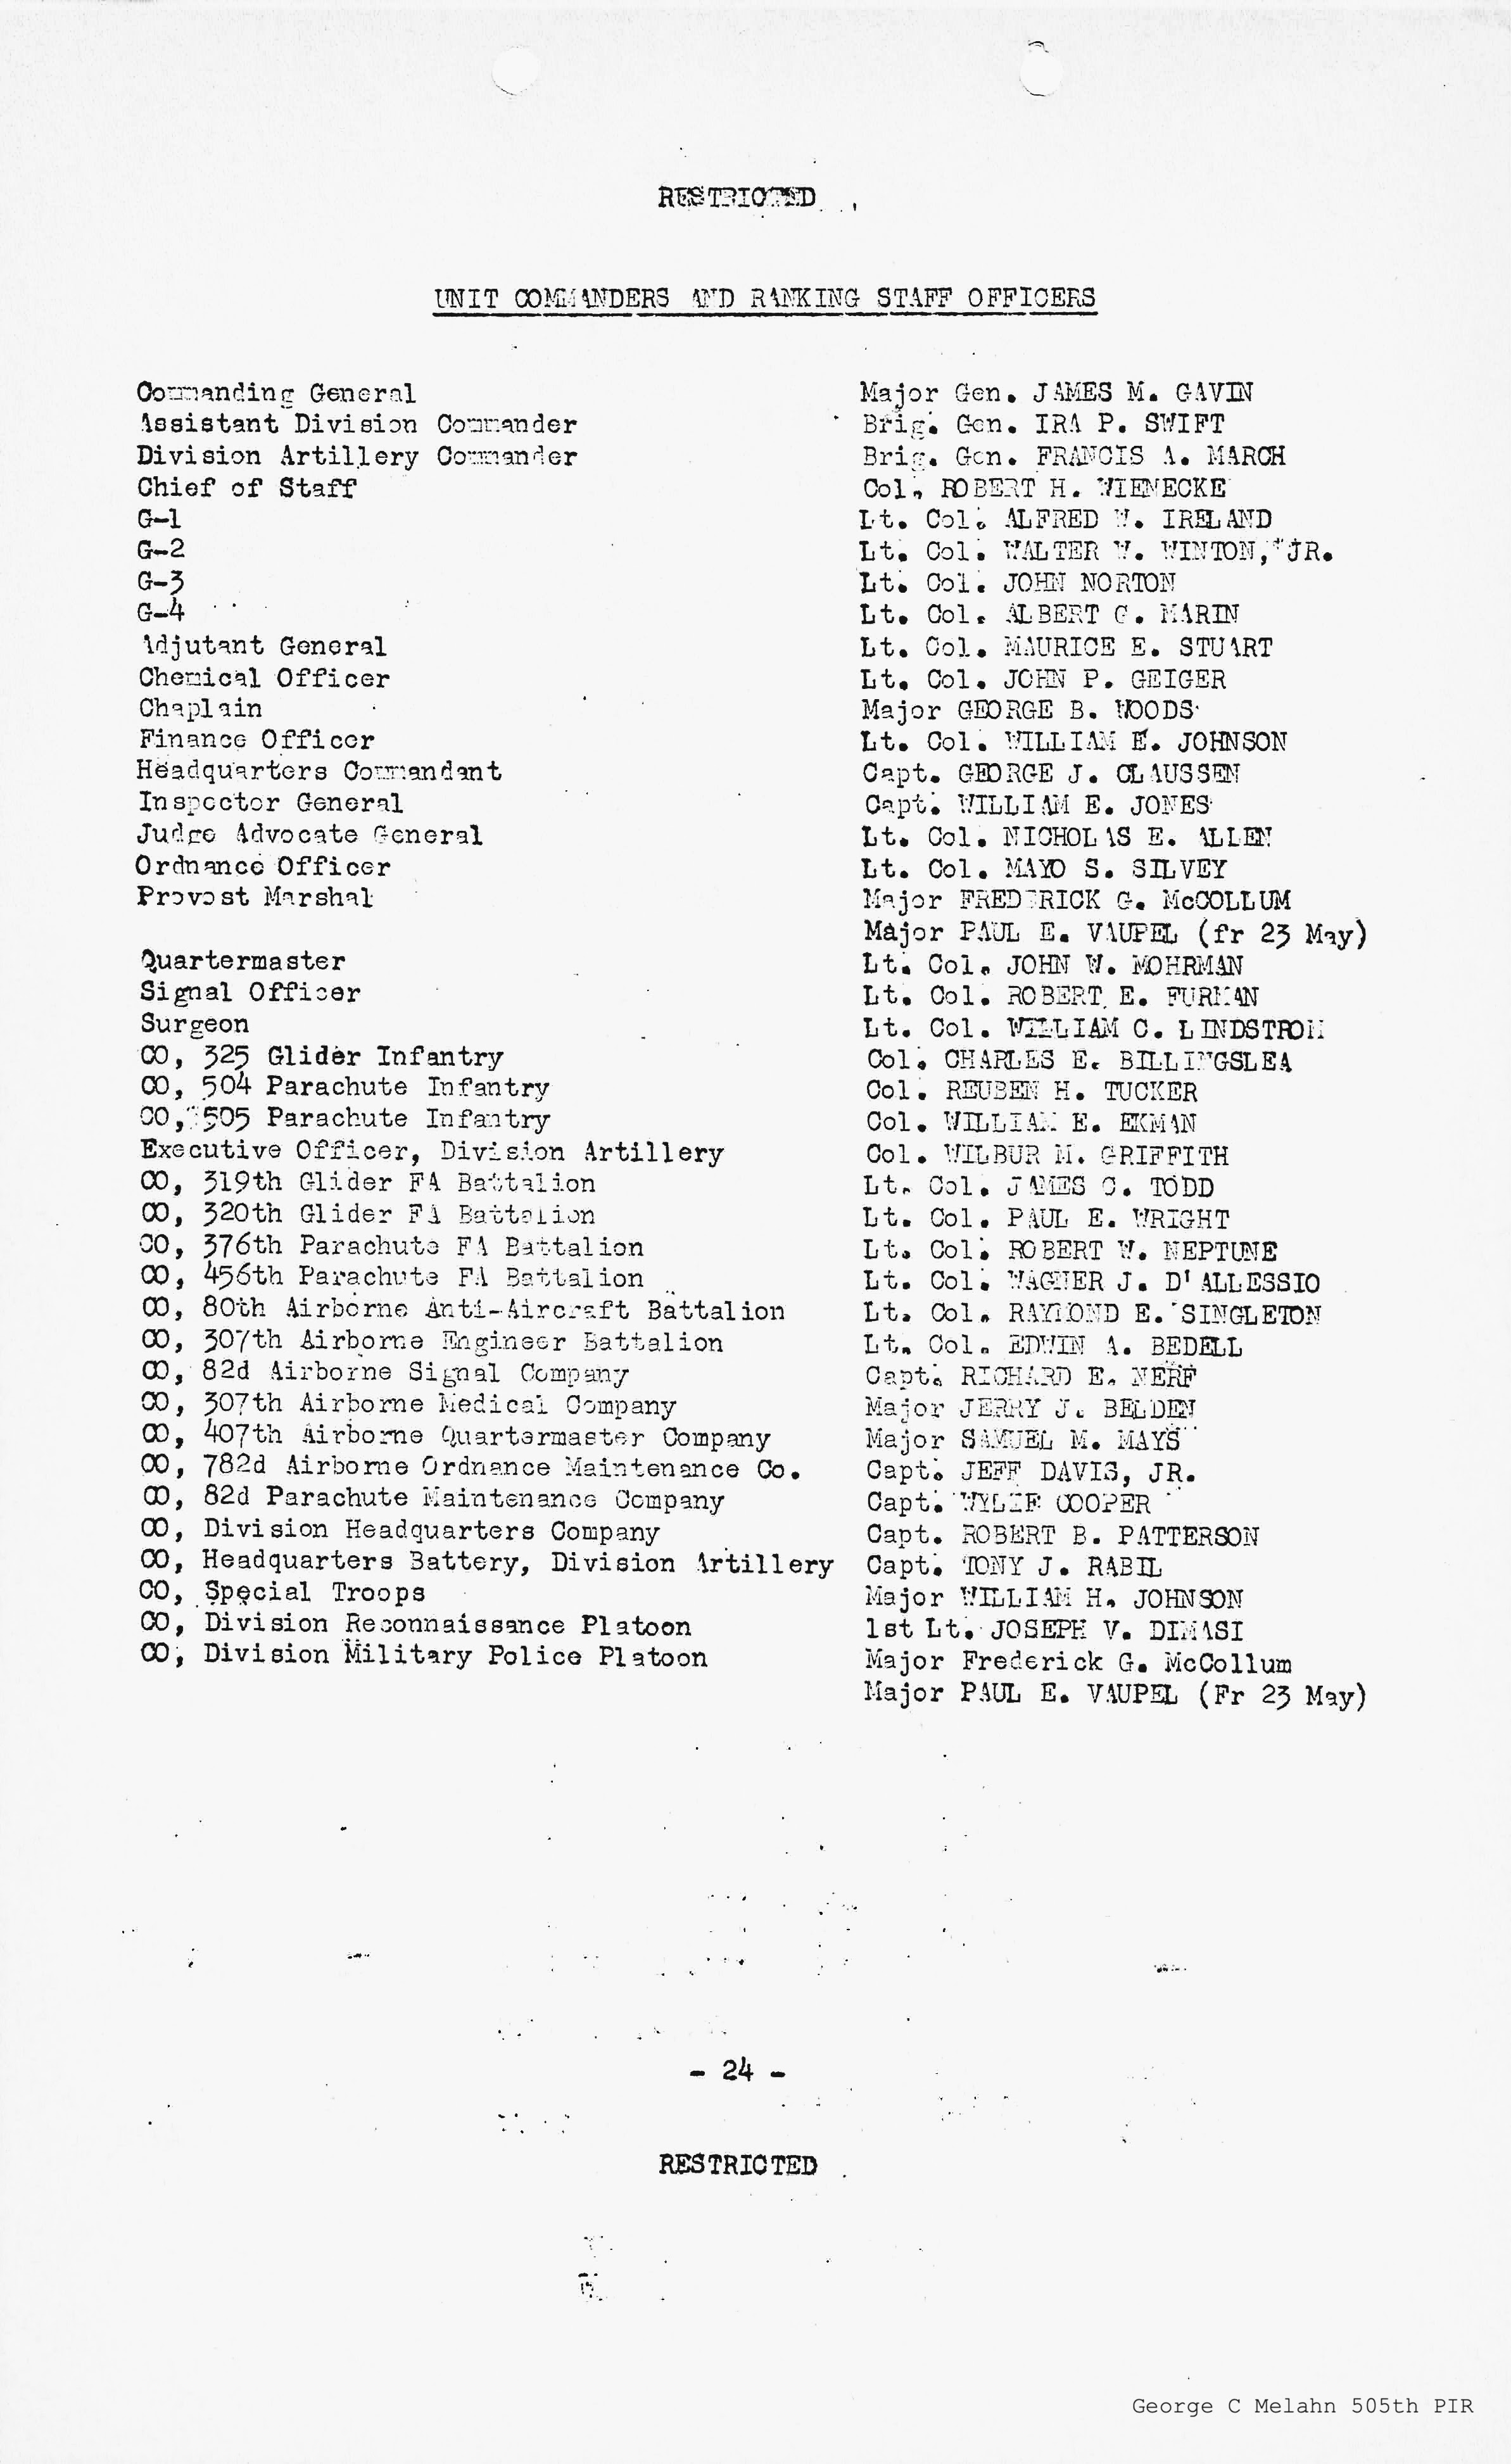 RESTRICTED
UNIT COMMANDERS AND RANKING STAFF OFFICERS
Commanding General Major Gen. JAMES M. GAVIN
Assistant Division Commander Brig. Gen. IRA P. SWIFT
Division Artillery Commander Brig. Gen. FRANCIS A. MARCH
Chief of Staff Col. ROBERT H. WIENECKE
G-1 Lt. Col. ALFRED W. IRELAND
G-2 Lt. Col. WALTER W. WINTON, JR.
G-3 Lt. Col. JOHN NORTON
G-4 Lt. Col. ALBERT G. MARIN
Adjutant General Lt. Col. MAURICE E. STUART
Chemical Officer Lt. Col. JOHN P. GEIGER
Chaplain Major GEORGE B. WOODS
Finance Officer Lt. Col. WILLIAM E. JOHNSON
Headquarters Commandant Capt. GEORGE J. CLAUSSEN
Inspector General Capt. WILLIAM E. JONES
Judge Advocate General Lt. Col. NICHOLAS E. ALLEN
Ordnance Officer Lt. Col. MAYO S. SILVEY
Provost Marshal Major FREDERICK G. McCOLLUM
Major PAUL E. VAUPEL (fr 23 May)
Quartermaster Lt. Col. JOHN W. MOHRMAN
Signal Officer Lt. Col. ROBERT E. FURMAN
Surgeon Lt. Col. WILLIAM C. LINDSTROM
CO, 325 Glider Infantry Col. CHARLES E. BILLINGSLEA
CO, 504 Parachute Infantry Col. REUBEN H. TUCKER
CO, 505 Parachute Infantry Col. WILLIAM E. EKMAN
Executive Officer, Division Artillery Col. WILBUR M. GRIFFITH
CO, 319th Glider FA Battalion Lt. Col. JAMES C. TODD
CO, 320th Glider FA Battalion Lt. Col. PAUL E. WRIGHT
CO, 376th Parachute FA Battalion Lt. Col. ROBERT W. NEPTUNE
CO, 456th Parachute FA Battalion Lt. Col. WAGNER J. D'ALLESSIO
CO, 80th Airborne Anti-Aircraft Battalion Lt. Col. RAYMOND E. SINGLETON
CO, 307th Airborne Engineer Battalion Lt. Col. EDWIN A. BEDELL
CO, 82d Airborne Signal Company Capt. RICHARD E. NERF
CO, 307th Airborne Medical Company Major JERRY J. BELDEN
CO, 407th Airborne Quartermaster Company Major SAMUEL M. MAYS
CO, 782d Airborne Ordnance Maintenance Co. Capt. JEFF DAVIS, JR.
CO, 82d Parachute Maintenance Company Capt. WYLIE COOPER
CO, Division Headquarters Company Capt. ROBERT B. PATTERSON
CO, Headquarters Battery, Division Artillery Capt. TONY J. RABIL
CO, Special Troops Major WILLIAM H. JOHNSON
CO, Division Reconnaissance Platoon 1st Lt. JOSEPH V. DIMASI
CO, Division Military Police Platoon Major Frederick G. McCollum
Major PAUL E. VAUPEL (Fr 23 May)
- 24 -
RESTRICTED
George C Melahn 505th PIR